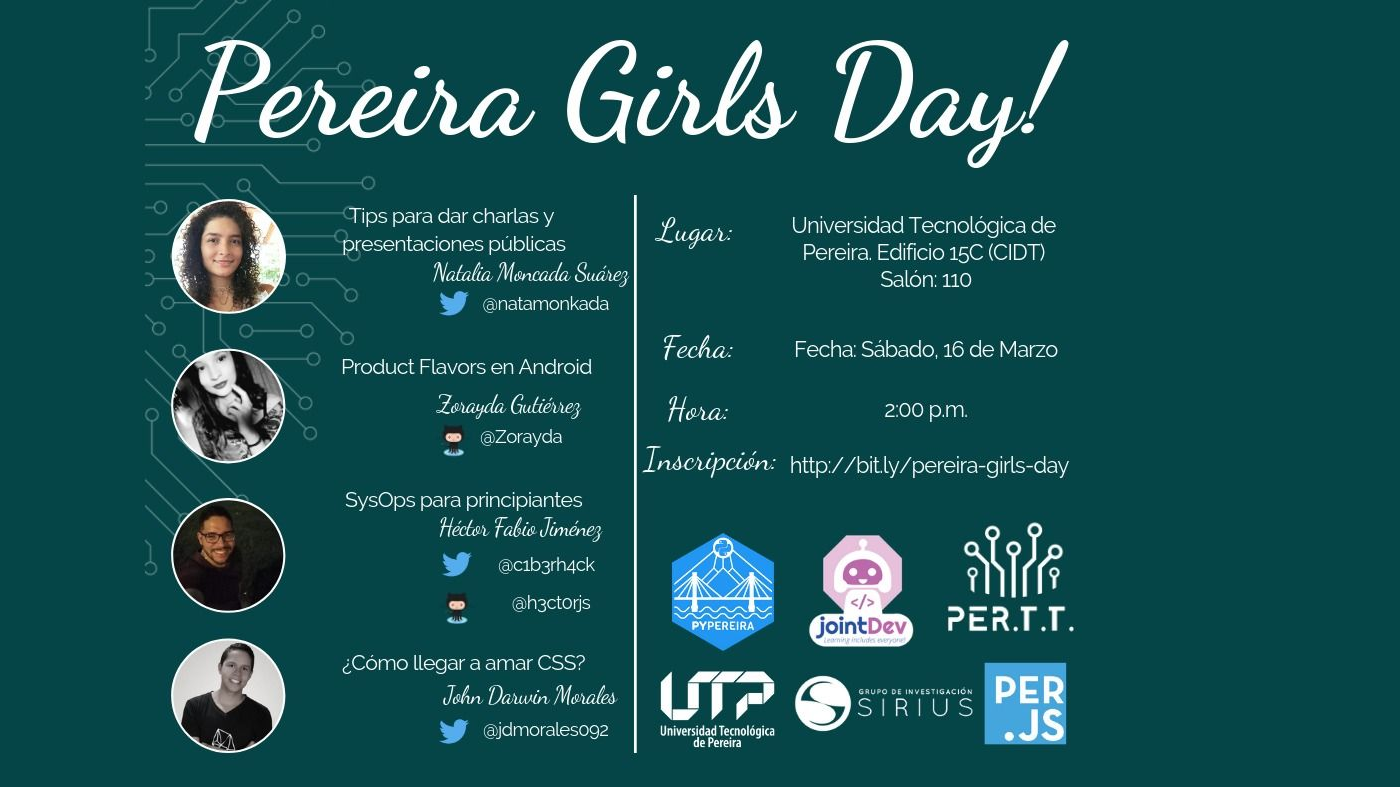 Pereira Girls Day!
Tips para dar charlas y
presentaciones públicas
Natalia Moncada Suárez
@natamonkada
Product Flavors en Android
Zorayda Gutiérrez
@Zorayda
SysOps para principiantes
Héctor Fabio Jiménez
@c1b3rh4ck
@h3ct0rjs
¿Cómo llegar a amar CSS?
John Darwin Morales
@jdmorales092
Lugar:
Universidad Tecnológica de
Pereira. Edificio 15C (CIDT)
Salón: 110
Fecha:
Fecha: Sábado, 16 de Marzo
Hora:
2:00 p.m.
Inscripción:
http://bit.ly/pereira-girls-day
PYPEREIRA
</>
jointDev
Learning includes everyone!
PER.T.T.
UTP
Universidad Tecnológica
de Pereira
GRUPO DE INVESTIGACIÓN
SIRIUS
PER
.JS